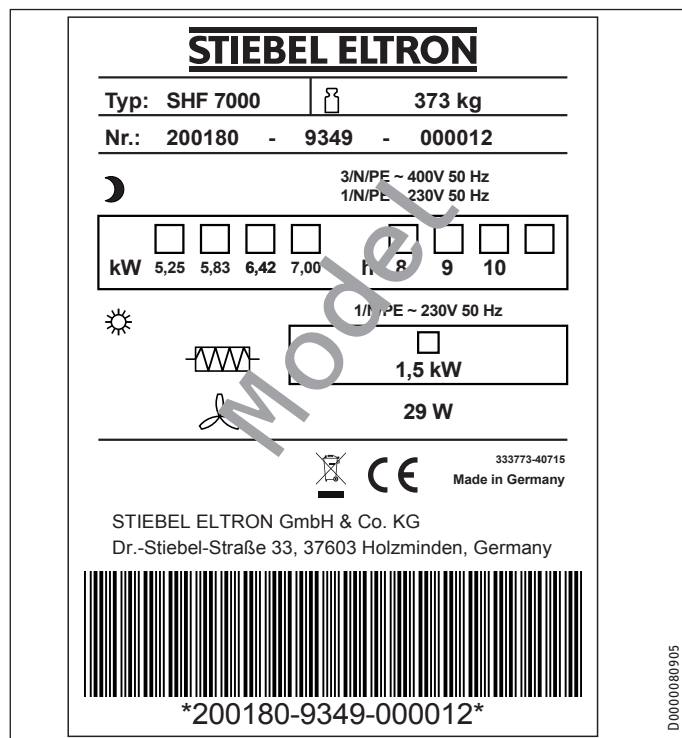 STIEBEL ELTRON
Typ: SHF 7000 373 kg
Nr.: 200180 - 9349 - 000012
3/N/PE ~ 400V 50 Hz
1/N/PE ~ 230V 50 Hz
kW 5,25 5,83 6,42 7,00 h 8 9 10
1/N/PE ~ 230V 50 Hz
1,5 kW
29 W
Model
CE
333773-40715
Made in Germany
STIEBEL ELTRON GmbH & Co. KG
Dr.-Stiebel-Straße 33, 37603 Holzminden, Germany
*200180-9349-000012*
D0000080905